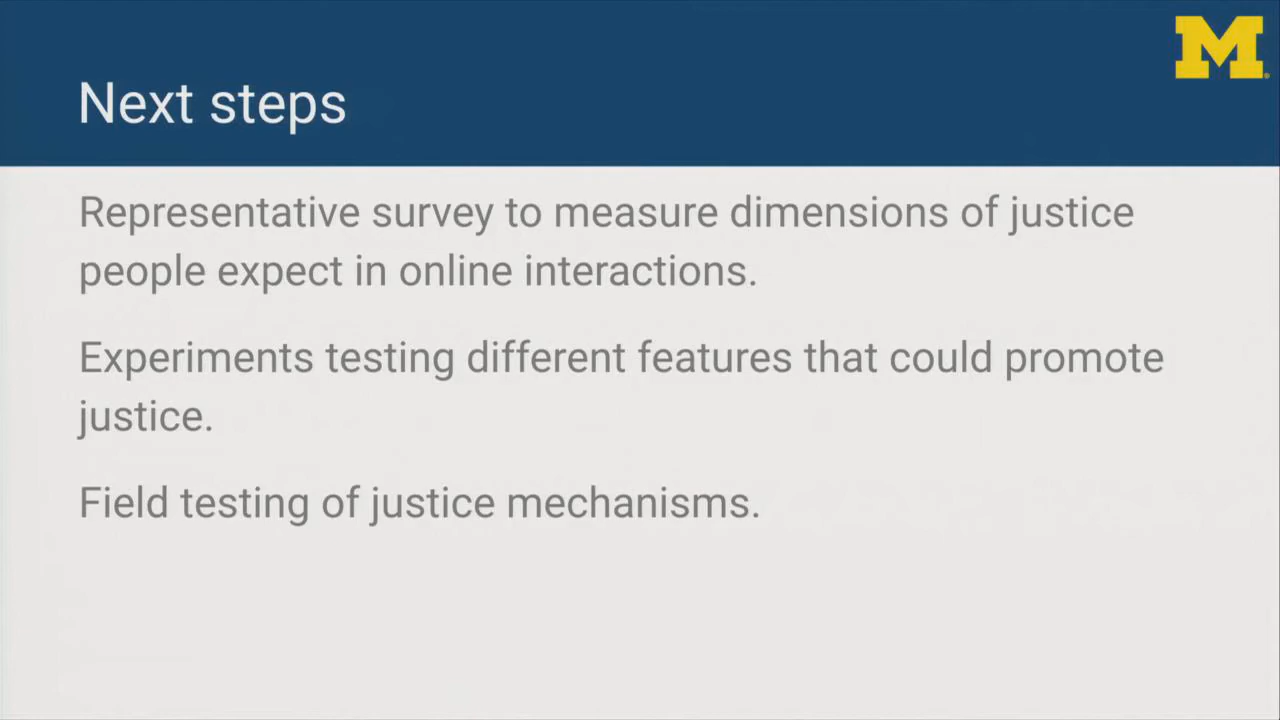 M
Next steps
Representative survey to measure dimensions of justice
people expect in online interactions.
Experiments testing different features that could promote
justice.
Field testing of justice mechanisms.